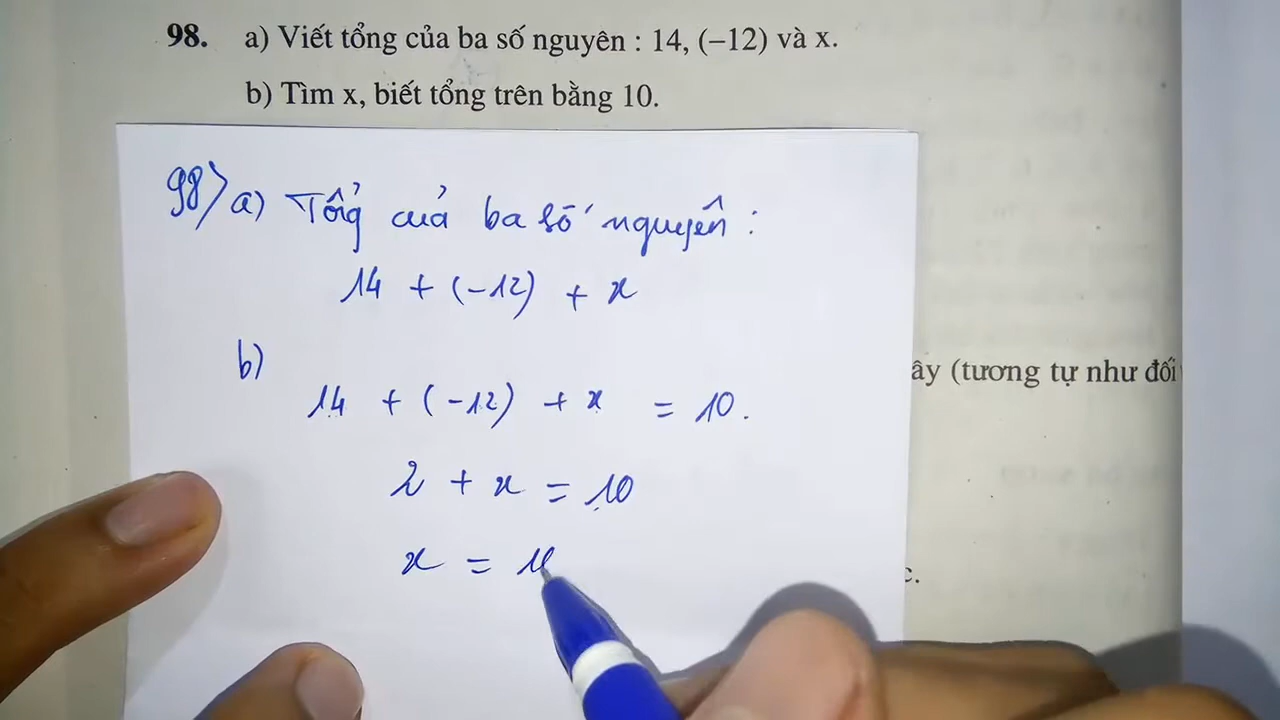 98. a) Viết tổng của ba số nguyên : 14, (–12) và x.
b) Tìm x, biết tổng trên bằng 10.
98) a) Tổng của ba số nguyên :
14 + (-12) + x
b)
14 + (-12) + x = 10.
ây (tương tự như đối
2 + x = 10
x = 1
c.